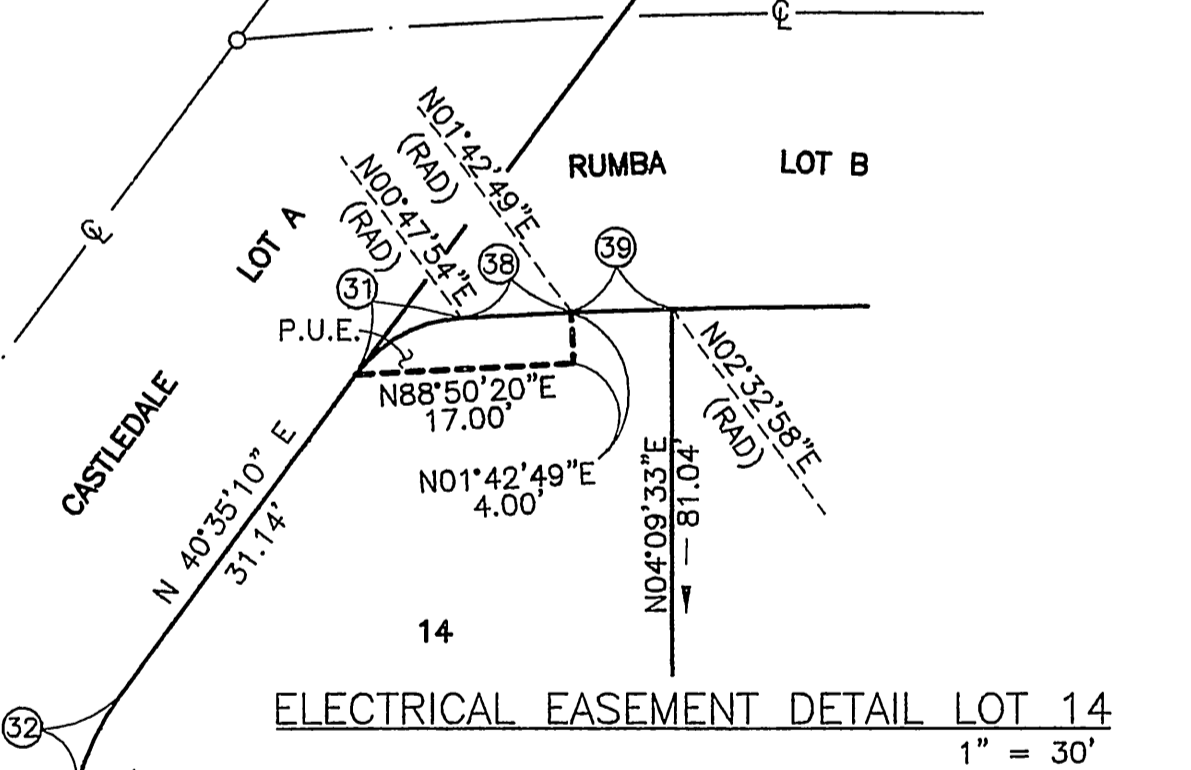 ℄
℄
N01°42'49"E
(RAD)
RUMBA
LOT B
N00°47'54"E
(RAD)
LOT A
39
38
31
P.U.E.
N88°50'20"E
17.00'
N02°32'58"E
(RAD)
CASTLEDALE
N 40°35'10" E
31.14'
N01°42'49"E
4.00'
N04°09'33"E
81.04'
14
32
ELECTRICAL EASEMENT DETAIL LOT 14
1" = 30'